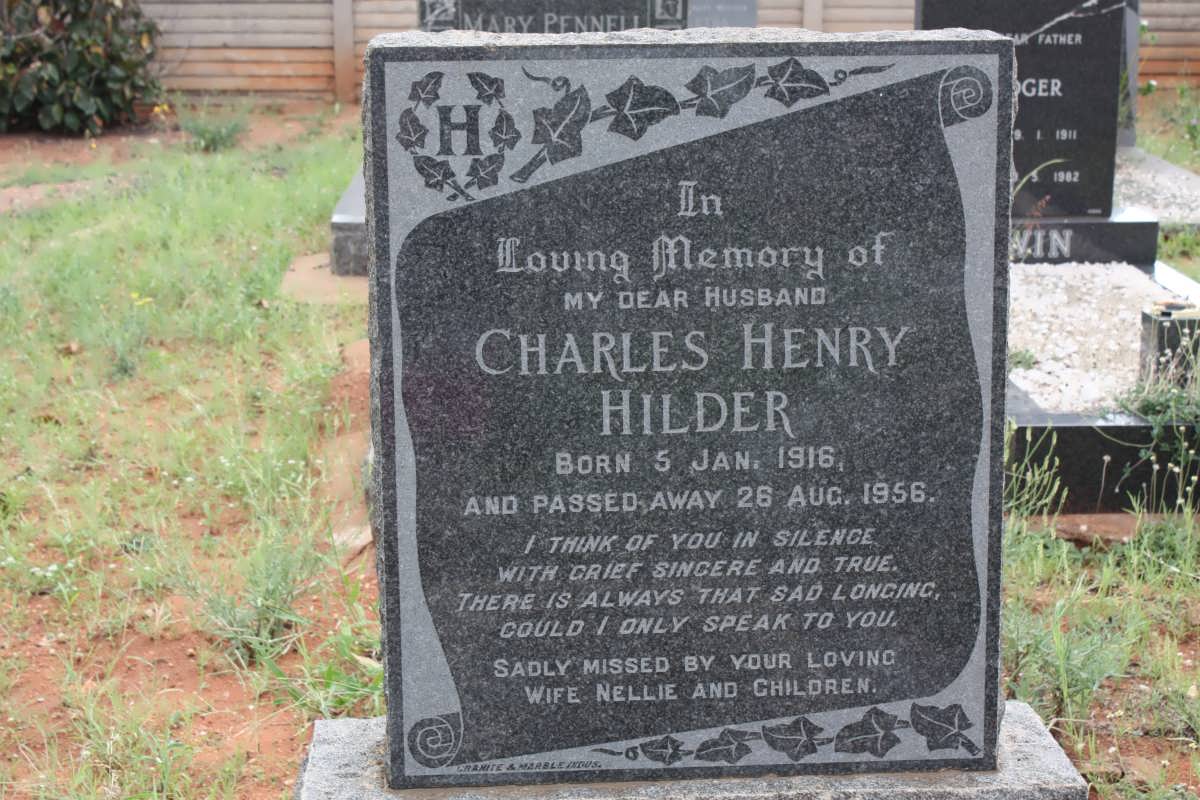 MARY PENNELL
FATHER
1911
1982
H
In
Loving Memory of
MY DEAR HUSBAND
CHARLES HENRY
HILDER
BORN 5 JAN. 1916,
AND PASSED AWAY 26 AUG. 1956.
I THINK OF YOU IN SILENCE
WITH GRIEF SINCERE AND TRUE.
THERE IS ALWAYS THAT SAD LONGING,
COULD I ONLY SPEAK TO YOU.
SADLY MISSED BY YOUR LOVING
WIFE NELLIE AND CHILDREN.
GRANITE & MARBLE INDUS.